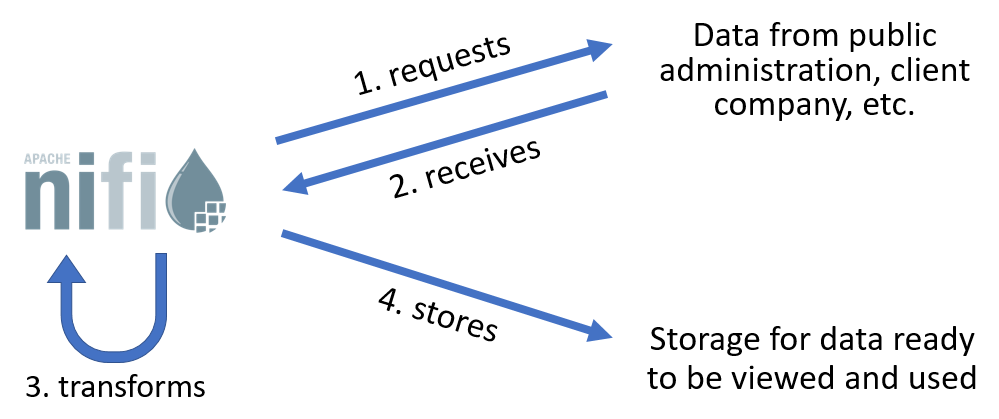 1. requests
Data from public
administration, client
company, etc.
2. receives
APACHE
nifi
4. stores
3. transforms
Storage for data ready
to be viewed and used